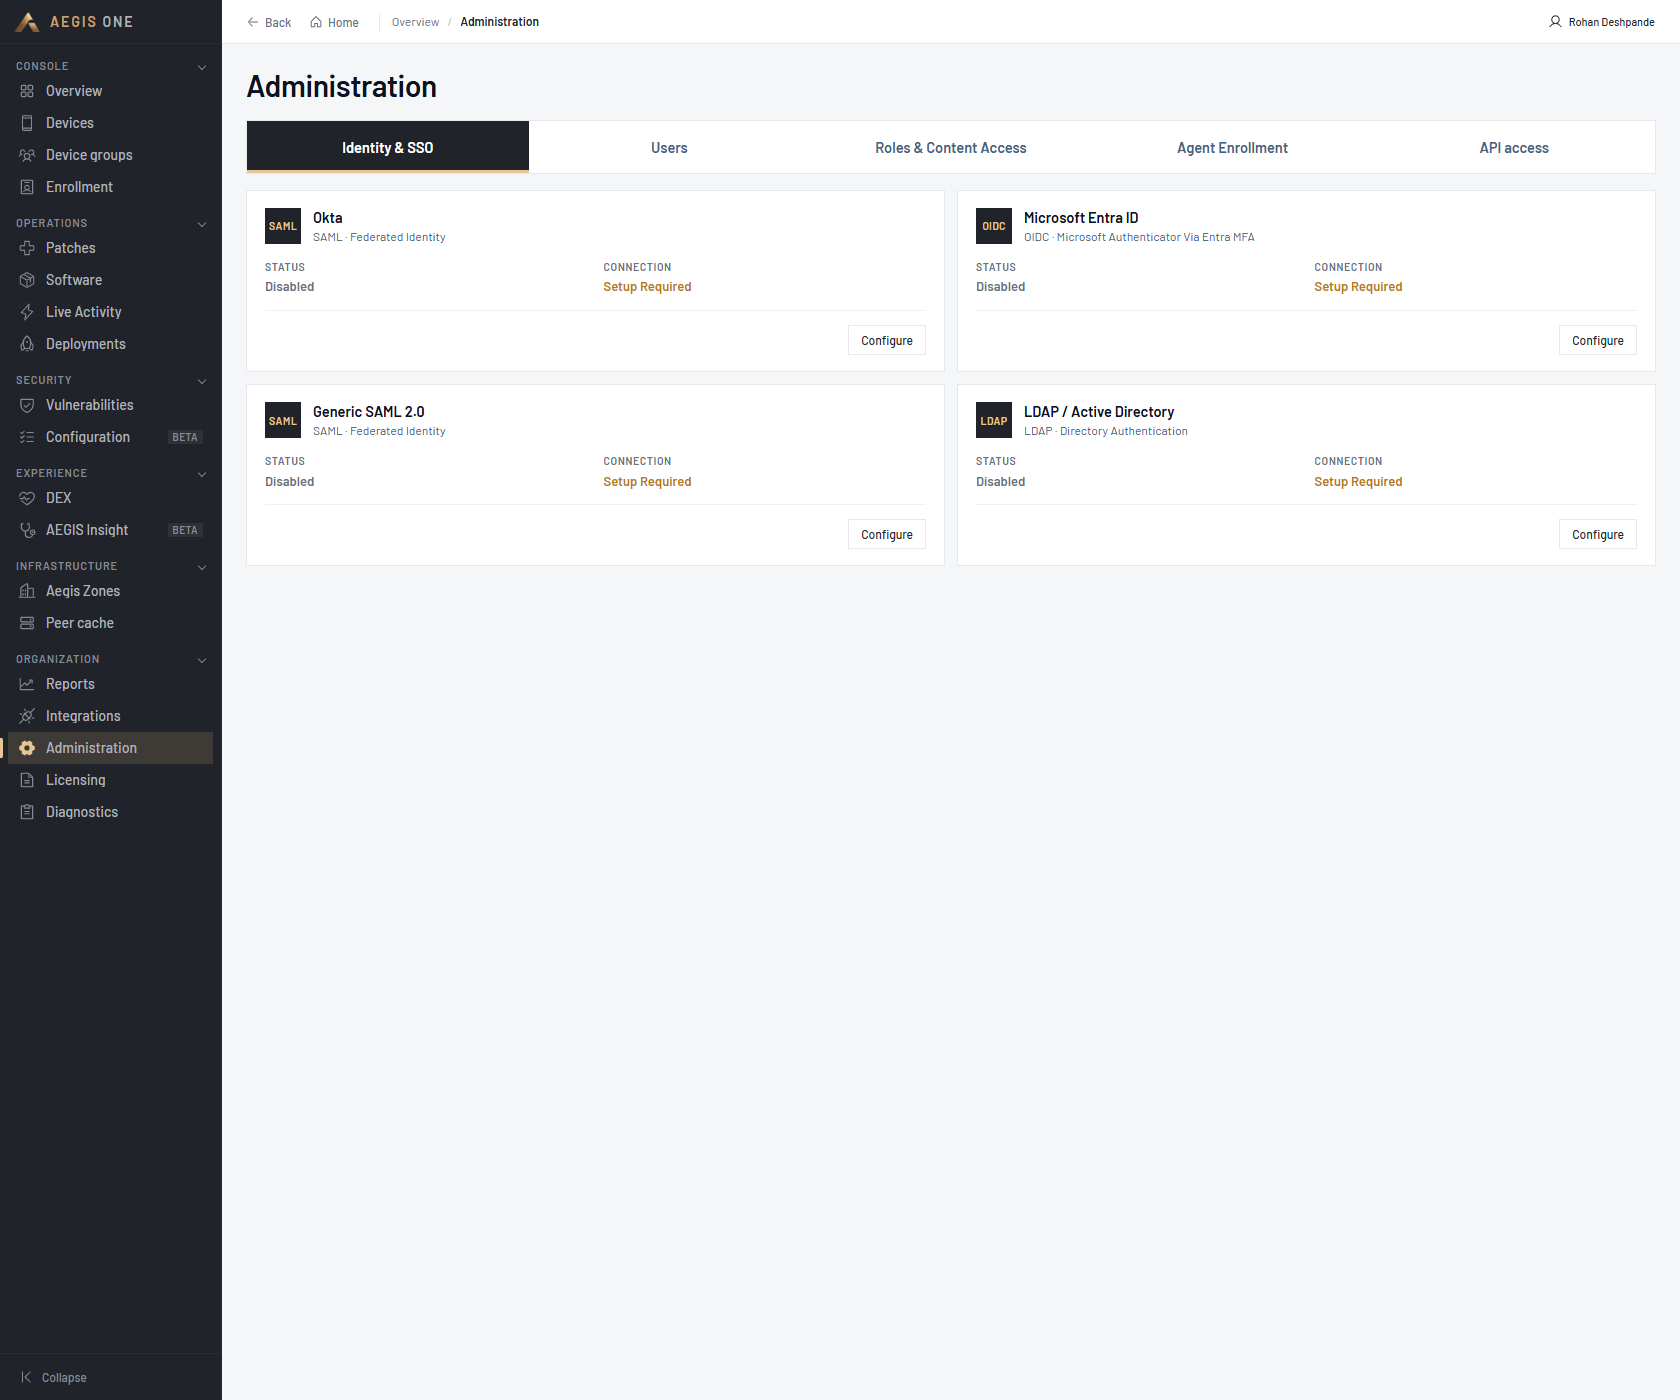 AEGIS ONE
CONSOLE
Overview
Devices
Device groups
Enrollment
OPERATIONS
Patches
Software
Live Activity
Deployments
SECURITY
Vulnerabilities
Configuration BETA
EXPERIENCE
DEX
AEGIS Insight BETA
INFRASTRUCTURE
Aegis Zones
Peer cache
ORGANIZATION
Reports
Integrations
Administration
Licensing
Diagnostics
Collapse
Back Home Overview / Administration Rohan Deshpande
Administration
Identity & SSO Users Roles & Content Access Agent Enrollment API access
SAML Okta
SAML · Federated Identity
STATUS CONNECTION
Disabled Setup Required
Configure
OIDC Microsoft Entra ID
OIDC · Microsoft Authenticator Via Entra MFA
STATUS CONNECTION
Disabled Setup Required
Configure
SAML Generic SAML 2.0
SAML · Federated Identity
STATUS CONNECTION
Disabled Setup Required
Configure
LDAP LDAP / Active Directory
LDAP · Directory Authentication
STATUS CONNECTION
Disabled Setup Required
Configure